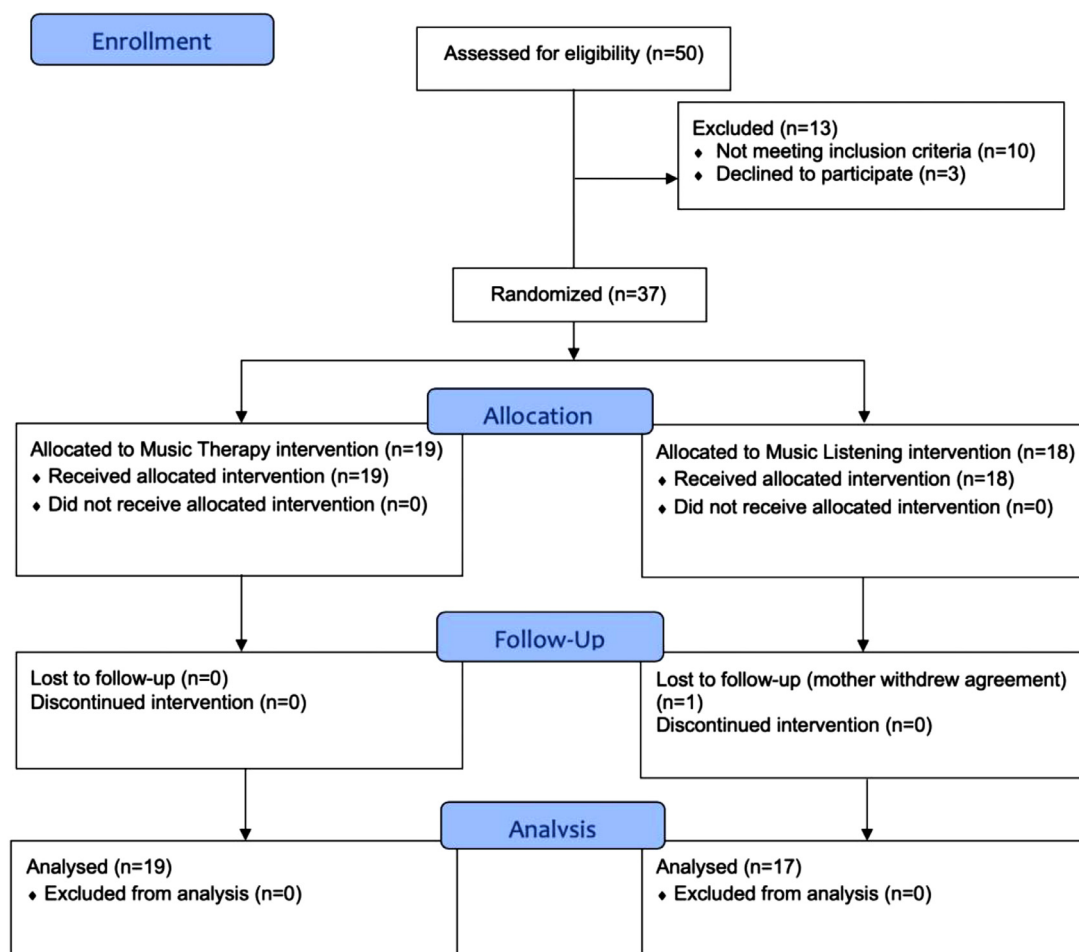 Enrollment
Assessed for eligibility (n=50)
Excluded (n=13)
♦ Not meeting inclusion criteria (n=10)
♦ Declined to participate (n=3)
Randomized (n=37)
Allocation
Allocated to Music Therapy intervention (n=19)
♦ Received allocated intervention (n=19)
♦ Did not receive allocated intervention (n=0)
Allocated to Music Listening intervention (n=18)
♦ Received allocated intervention (n=18)
♦ Did not receive allocated intervention (n=0)
Follow-Up
Lost to follow-up (n=0)
Discontinued intervention (n=0)
Lost to follow-up (mother withdrew agreement)
(n=1)
Discontinued intervention (n=0)
Analysis
Analysed (n=19)
♦ Excluded from analysis (n=0)
Analysed (n=17)
♦ Excluded from analysis (n=0)